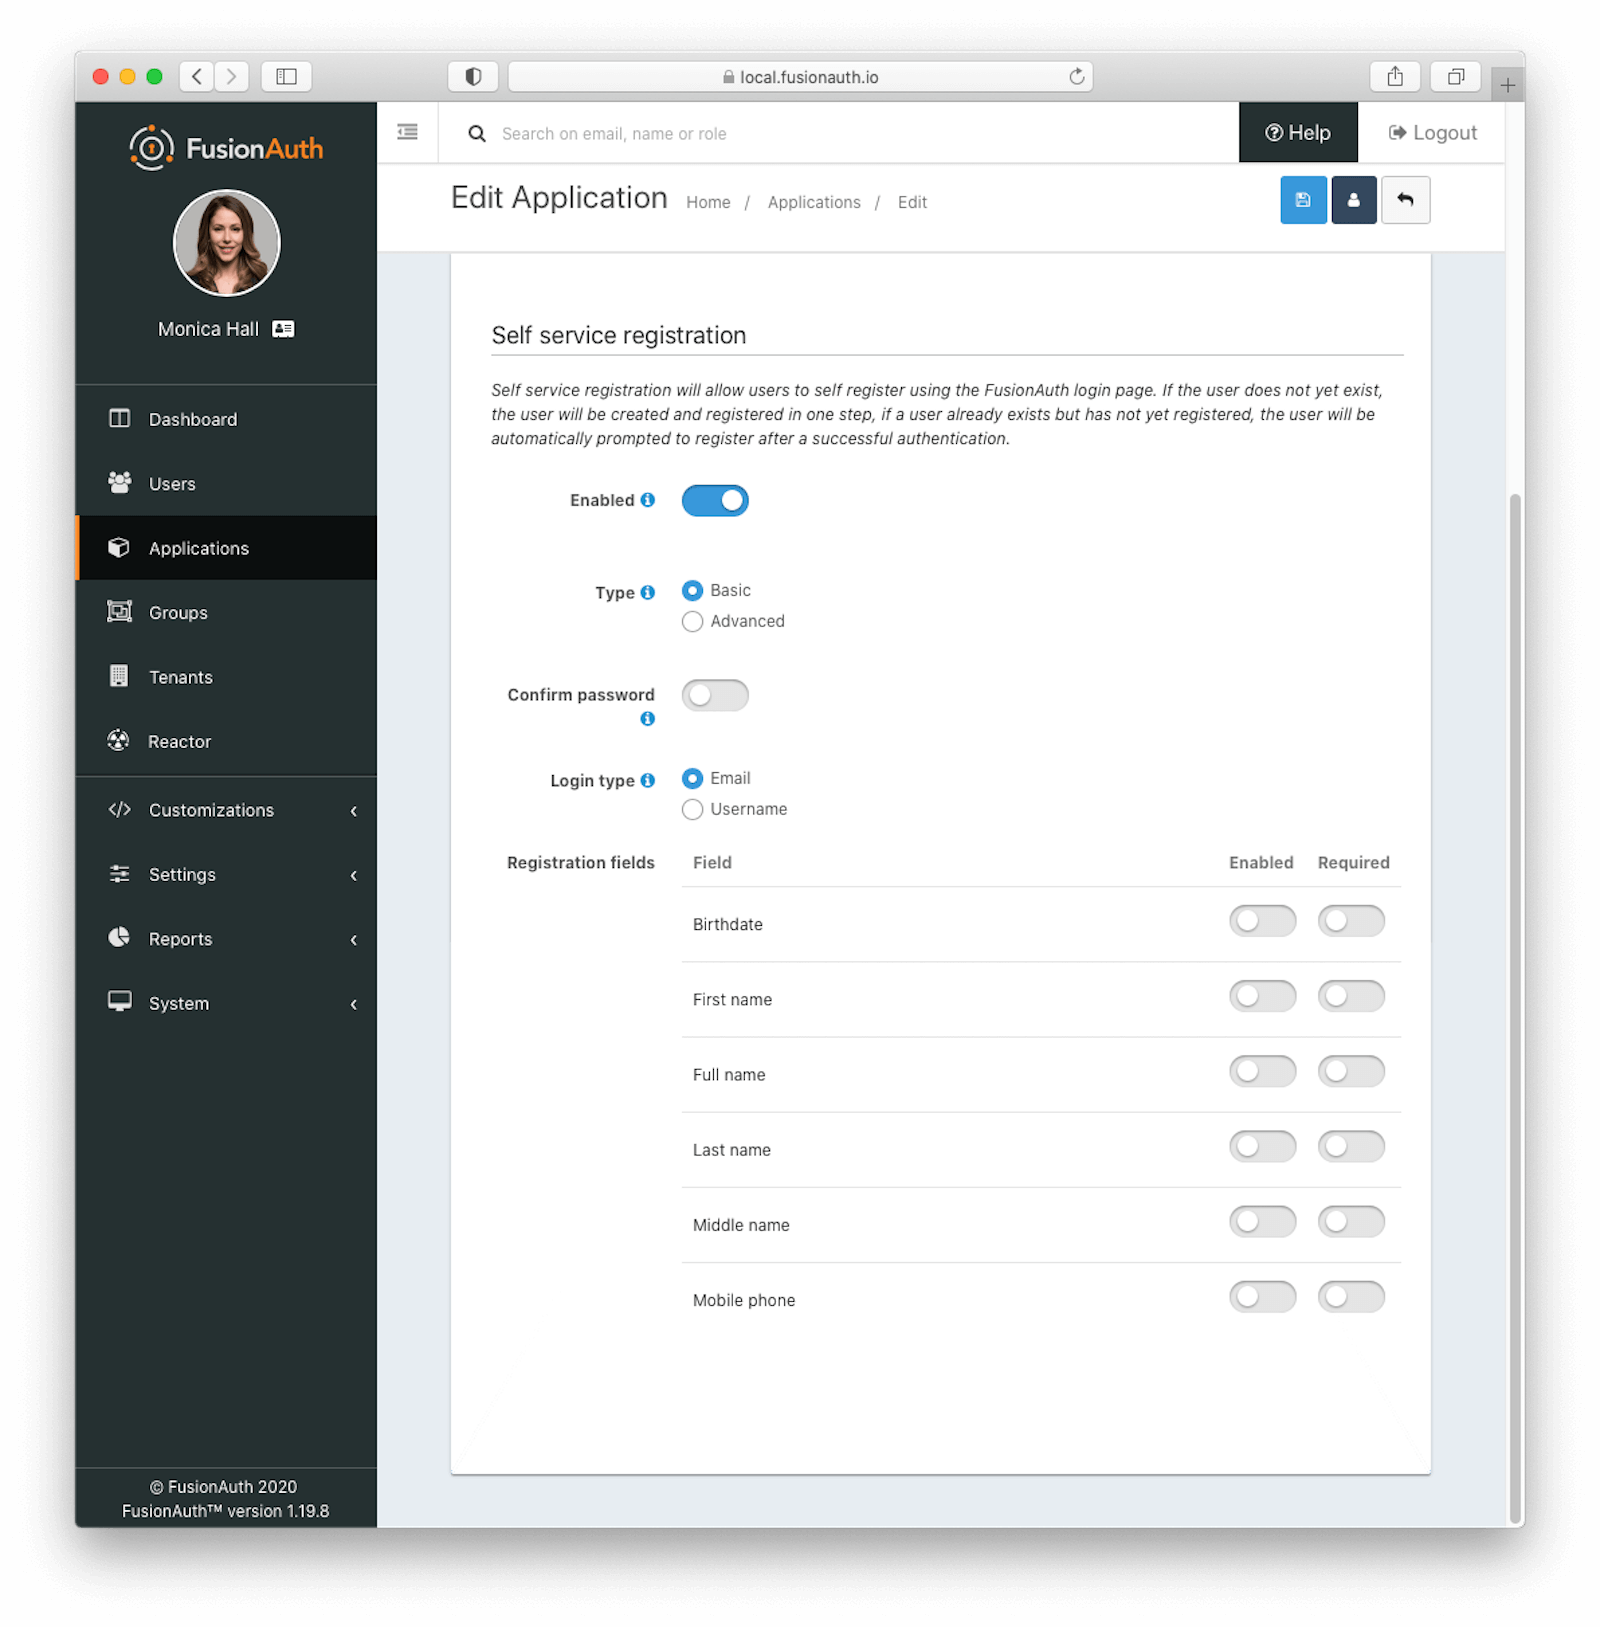 local.fusionauth.io
FusionAuth
Search on email, name or role
Help
Logout
Edit Application
Home / Applications / Edit
Monica Hall
Dashboard
Users
Applications
Groups
Tenants
Reactor
Customizations
Settings
Reports
System
© FusionAuth 2020
FusionAuth™ version 1.19.8
Self service registration
Self service registration will allow users to self register using the FusionAuth login page. If the user does not yet exist,
the user will be created and registered in one step, if a user already exists but has not yet registered, the user will be
automatically prompted to register after a successful authentication.
Enabled
Type
Basic
Advanced
Confirm password
Login type
Email
Username
Registration fields
Field Enabled Required
Birthdate
First name
Full name
Last name
Middle name
Mobile phone